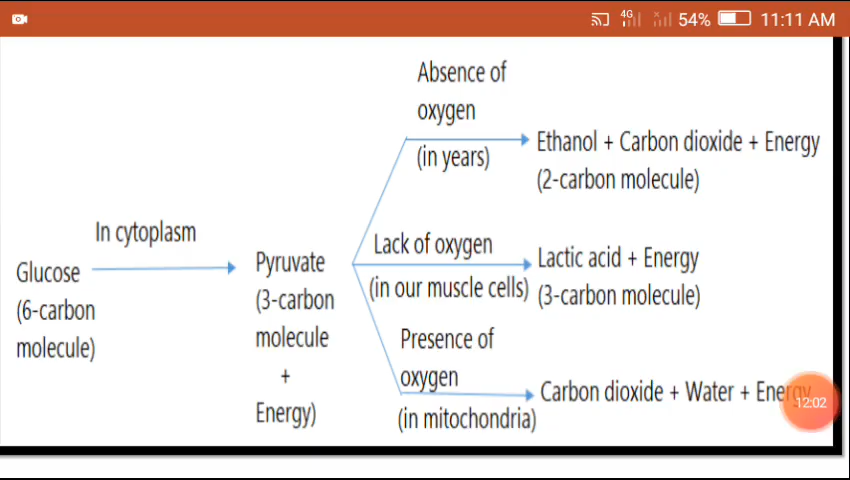 4G 54% 11:11 AM
Absence of
oxygen
(in years)
Ethanol + Carbon dioxide + Energy
(2-carbon molecule)
In cytoplasm
Glucose
(6-carbon
molecule)
Pyruvate
(3-carbon
molecule
+
Energy)
Lack of oxygen
(in our muscle cells)
Lactic acid + Energy
(3-carbon molecule)
Presence of
oxygen
(in mitochondria)
Carbon dioxide + Water + Energy
12:02